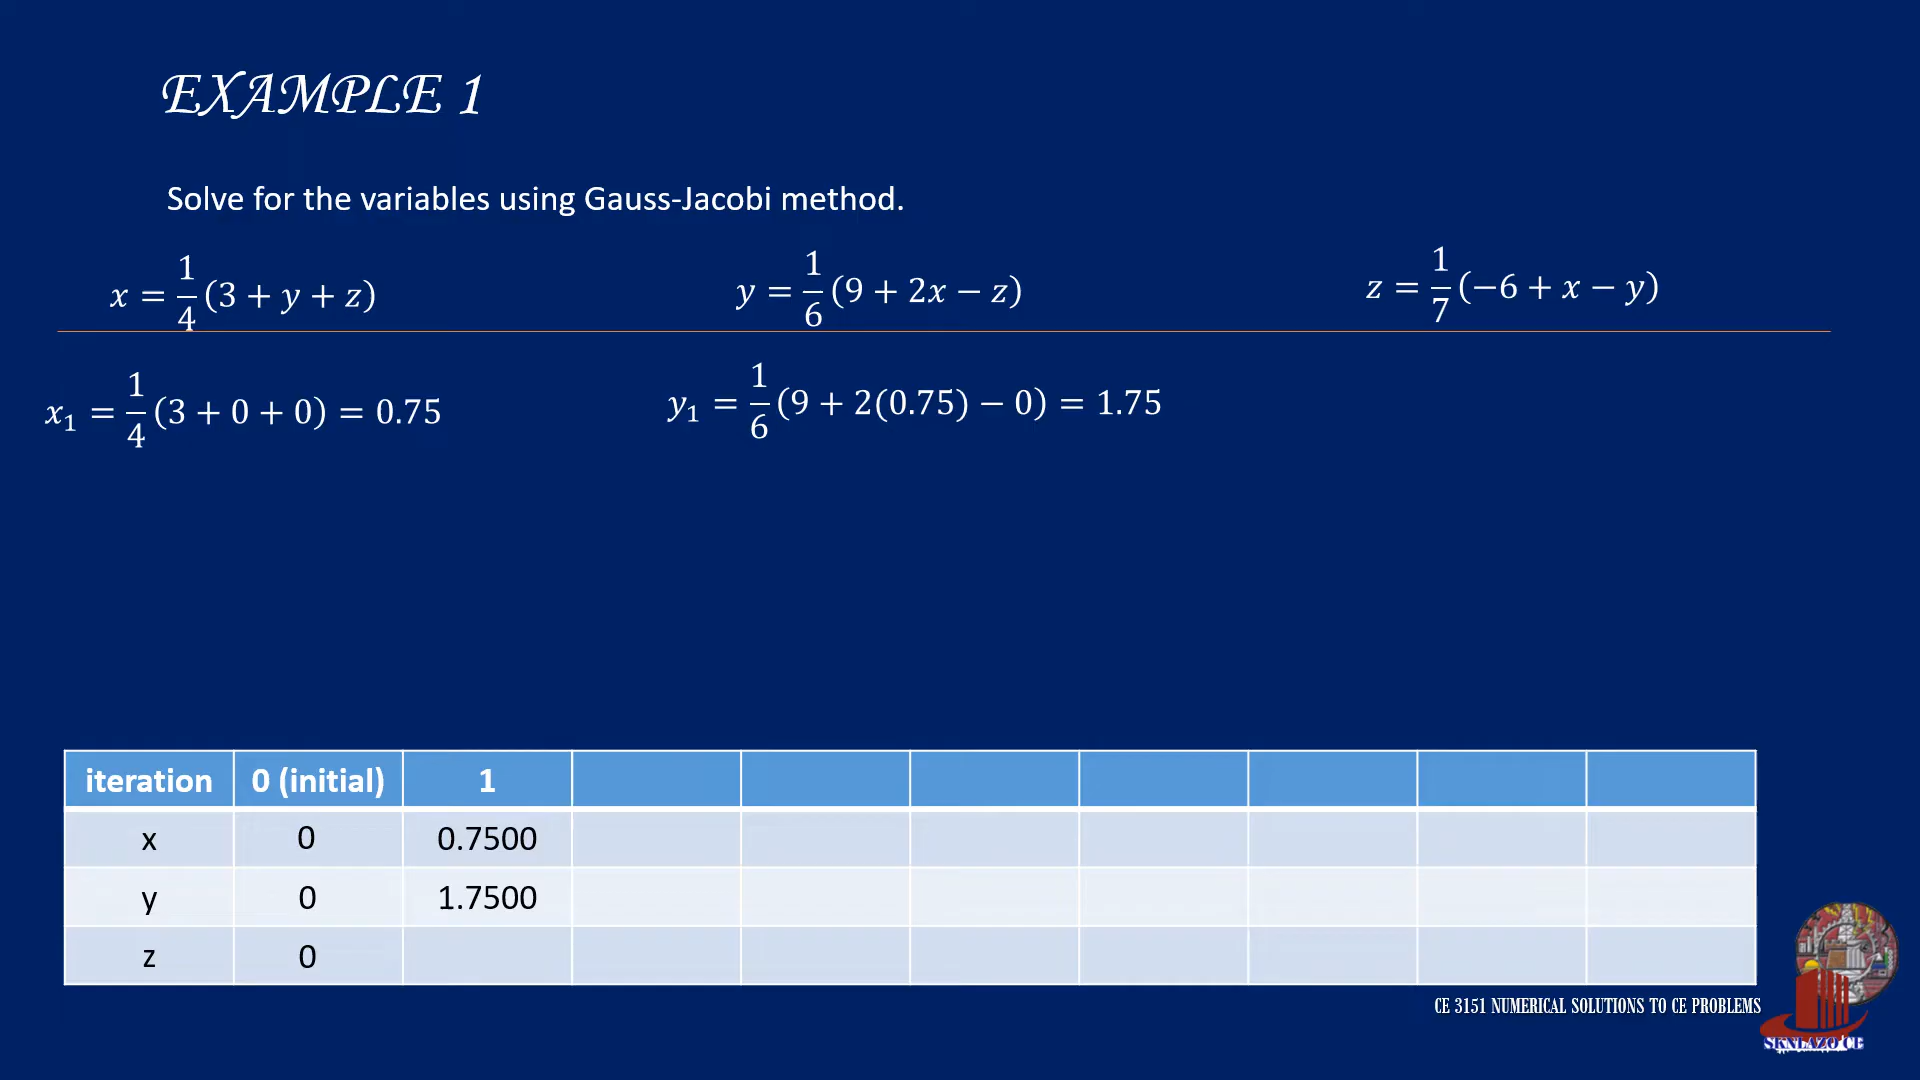 EXAMPLE 1
Solve for the variables using Gauss-Jacobi method.
x = 1/4 (3 + y + z)
y = 1/6 (9 + 2x − z)
z = 1/7 (−6 + x − y)
x₁ = 1/4 (3 + 0 + 0) = 0.75
y₁ = 1/6 (9 + 2(0.75) − 0) = 1.75
iteration 0 (initial) 1
x 0 0.7500
y 0 1.7500
z 0
CE 3151 NUMERICAL SOLUTIONS TO CE PROBLEMS
SKNLAZO CE